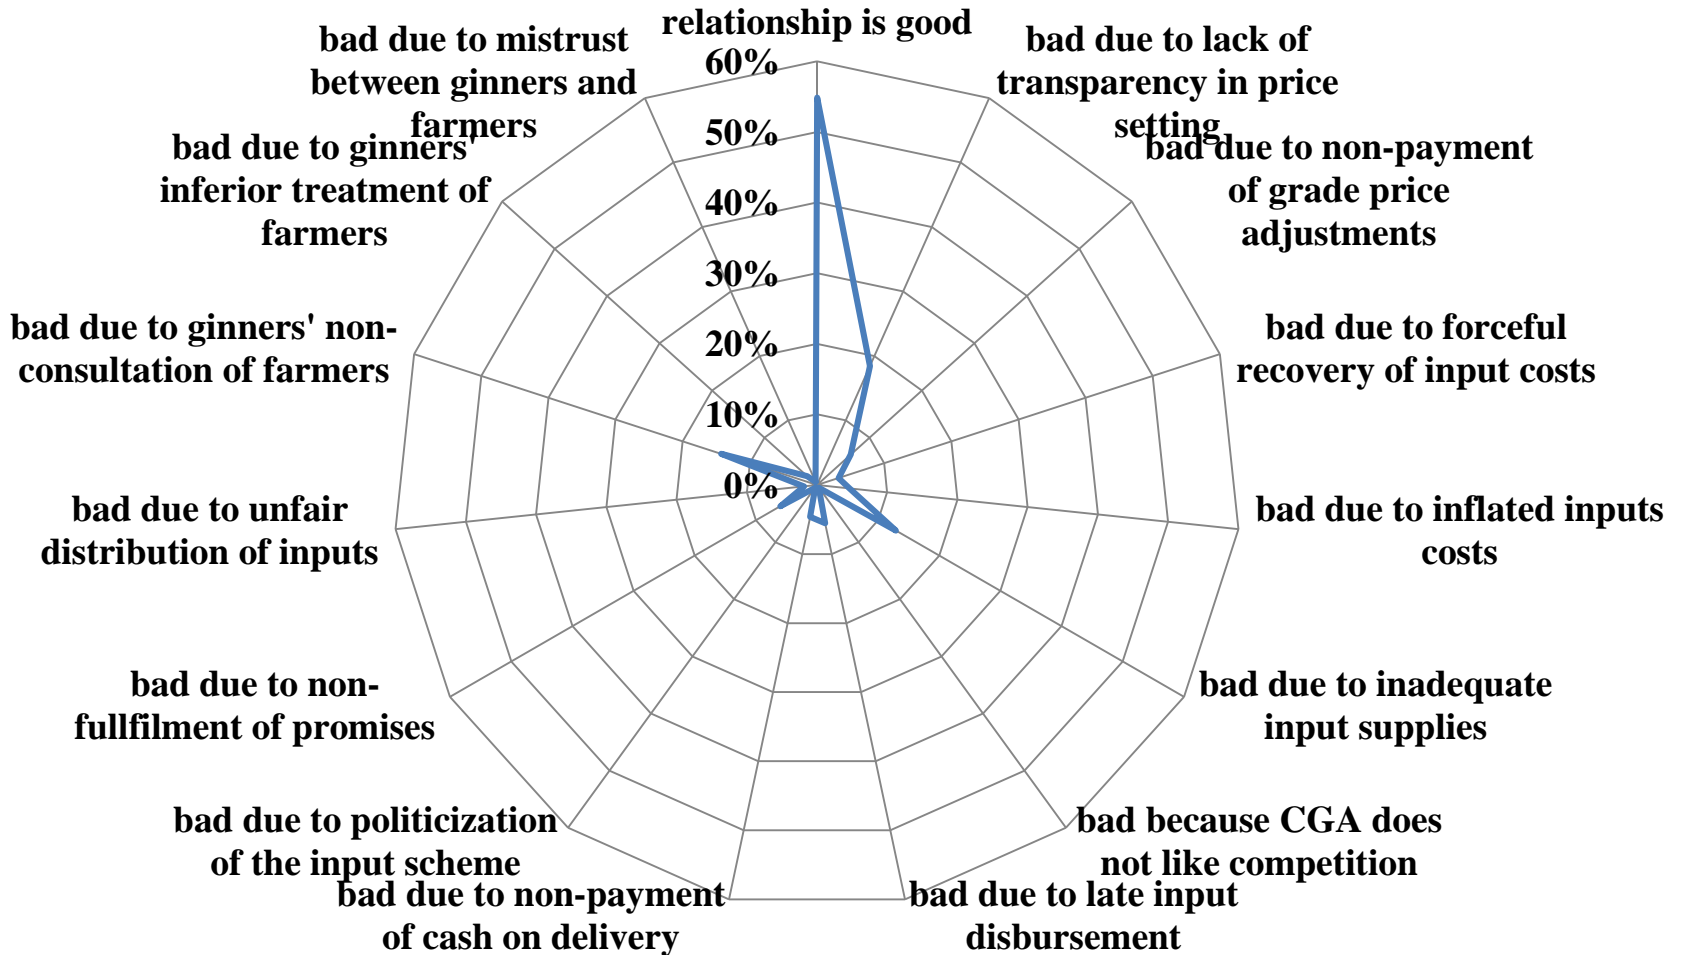 relationship is good
bad due to lack of
transparency in price
setting
bad due to non-payment
of grade price
adjustments
bad due to forceful
recovery of input costs
bad due to inflated inputs
costs
bad due to inadequate
input supplies
bad because CGA does
not like competition
bad due to late input
disbursement
bad due to non-payment
of cash on delivery
bad due to politicization
of the input scheme
bad due to non-
fullfilment of promises
bad due to unfair
distribution of inputs
bad due to ginners' non-
consultation of farmers
bad due to ginners'
inferior treatment of
farmers
bad due to mistrust
between ginners and
farmers
60%
50%
40%
30%
20%
10%
0%